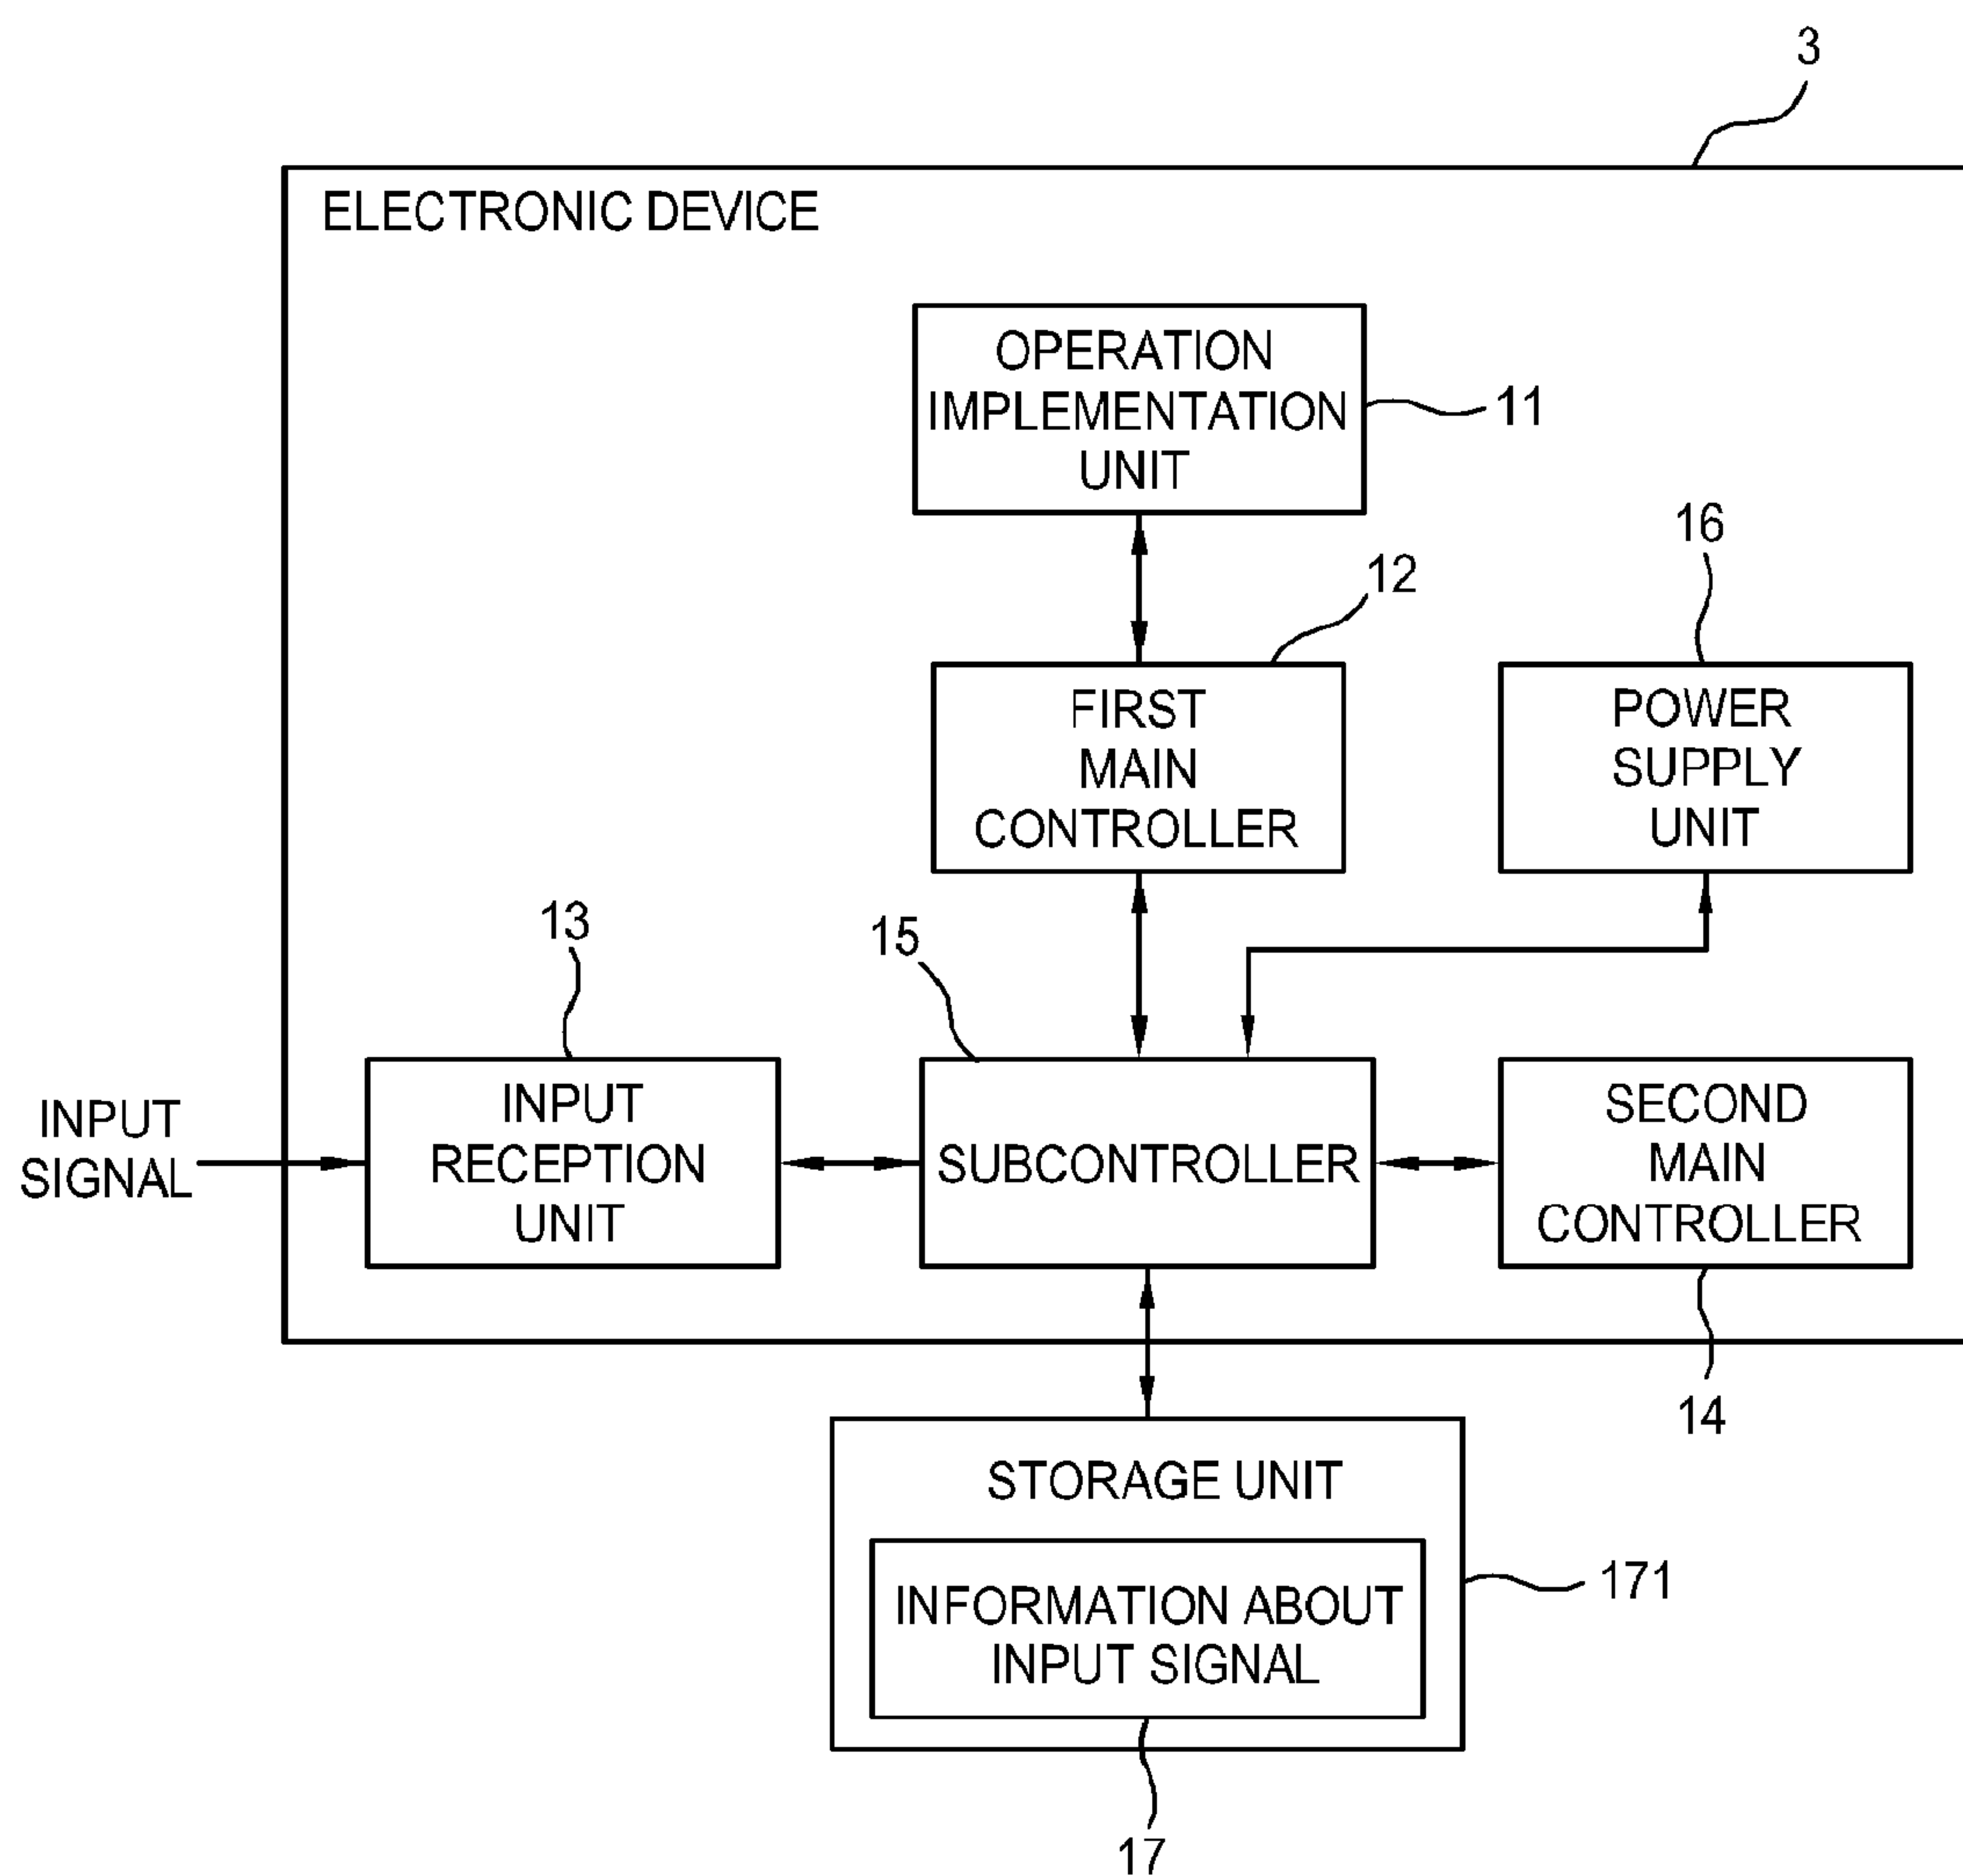 3
ELECTRONIC DEVICE
OPERATION
IMPLEMENTATION
UNIT
11
12
16
FIRST
MAIN
CONTROLLER
POWER
SUPPLY
UNIT
13
15
INPUT
SIGNAL
INPUT
RECEPTION
UNIT
SUBCONTROLLER
SECOND
MAIN
CONTROLLER
14
STORAGE UNIT
171
INFORMATION ABOUT
INPUT SIGNAL
17